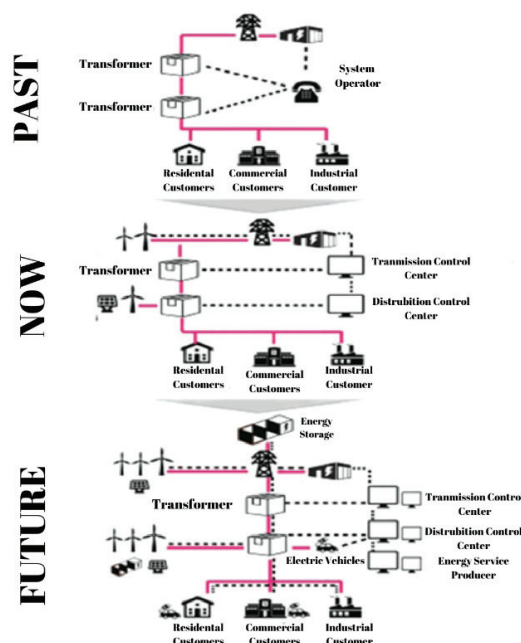 PAST
Transformer
System
Operator
Transformer
Residental
Customers
Commercial
Customers
Industrial
Customer
NOW
Transformer
Tranmission Control
Center
Distrubition Control
Center
Residental
Customers
Commercial
Customers
Industrial
Customer
FUTURE
Energy
Storage
Transformer
Tranmission Control
Center
Distrubition Control
Center
Electric Vehicles
Energy Service
Producer
Residental
Customers
Commercial
Customers
Industrial
Customer